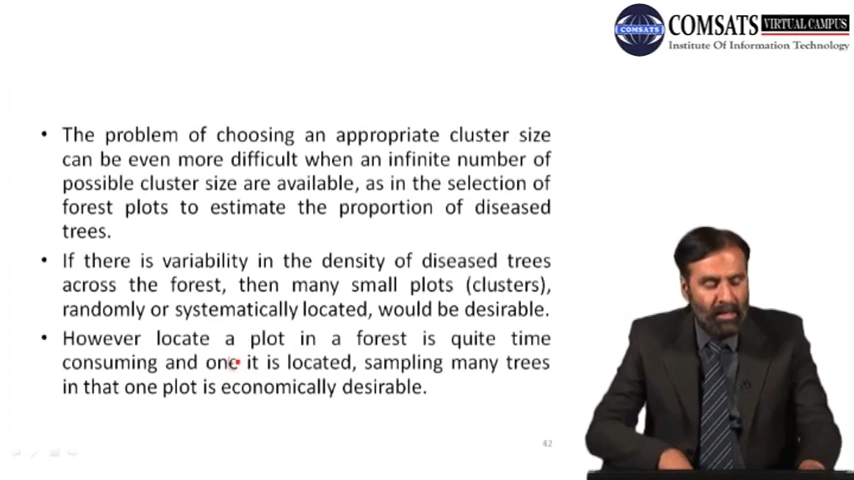 COMSATS
COMSATS VIRTUAL CAMPUS
Institute Of Information Technology
• The problem of choosing an appropriate cluster size
can be even more difficult when an infinite number of
possible cluster size are available, as in the selection of
forest plots to estimate the proportion of diseased
trees.
• If there is variability in the density of diseased trees
across the forest, then many small plots (clusters),
randomly or systematically located, would be desirable.
• However locate a plot in a forest is quite time
consuming and one it is located, sampling many trees
in that one plot is economically desirable.
42